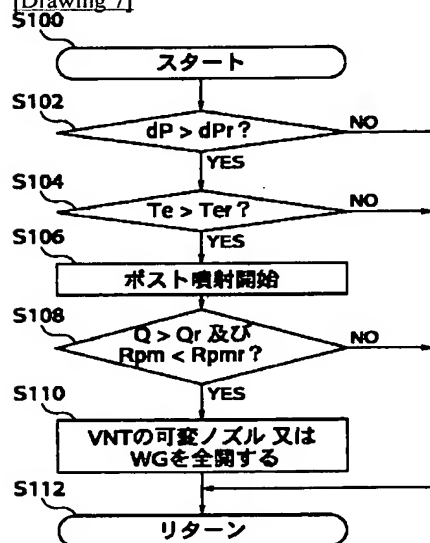 [Drawing 7]
S100
スタート
S102
dP > dPr ?
NO
YES
S104
Te > Ter ?
NO
YES
S106
ポスト噴射開始
S108
Q > Qr 及び
Rpm < Rpmr ?
NO
YES
S110
VNTの可変ノズル 又は
WGを全開する
S112
リターン